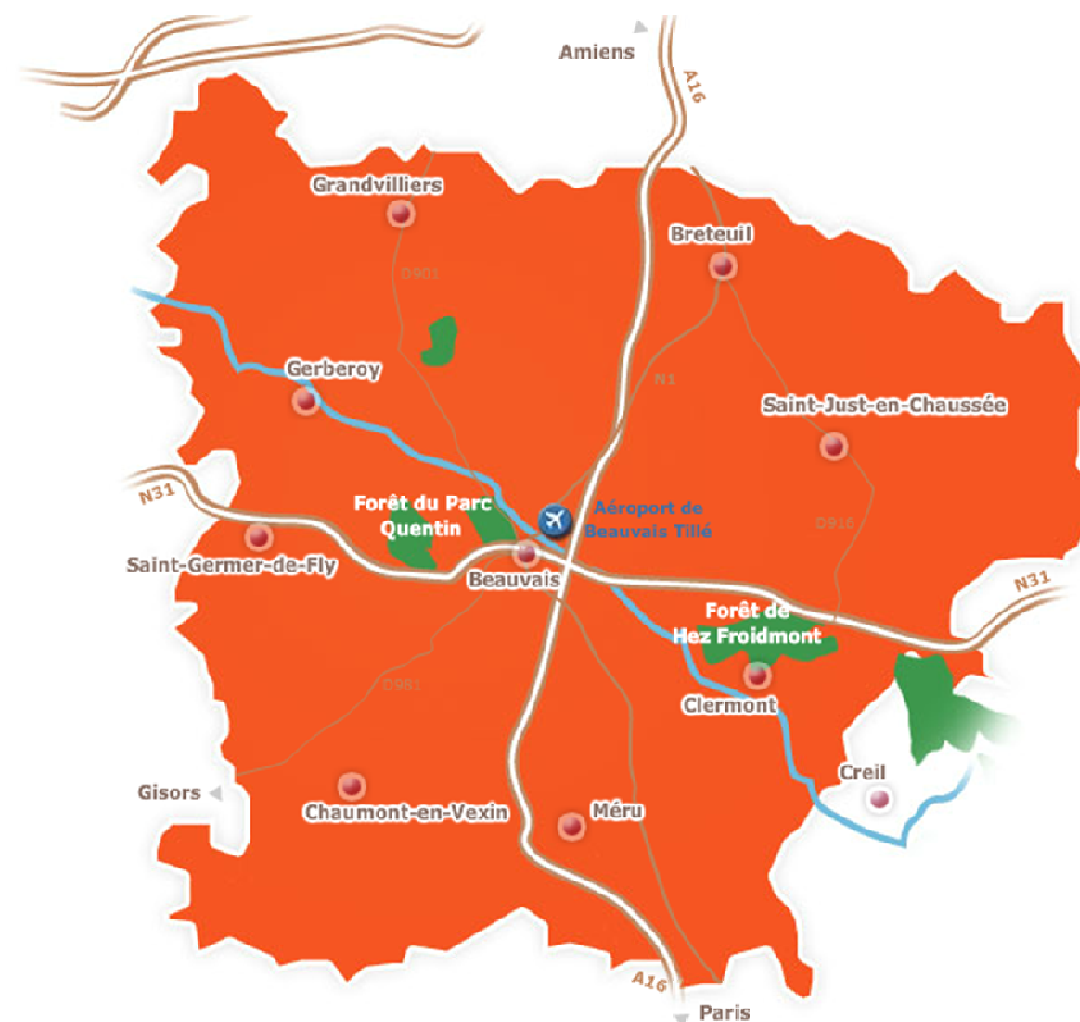 Amiens
A16
Grandvilliers
Breteuil
D901
Gerberoy
N1
Saint-Just-en-Chaussée
N31
Forêt du Parc
Quentin
Aéroport de
Beauvais Tillé
D916
Saint-Germer-de-Fly
Beauvais
N31
Forêt de
Hez Froidmont
D981
Clermont
Creil
Gisors
Chaumont-en-Vexin
Méru
A16
Paris